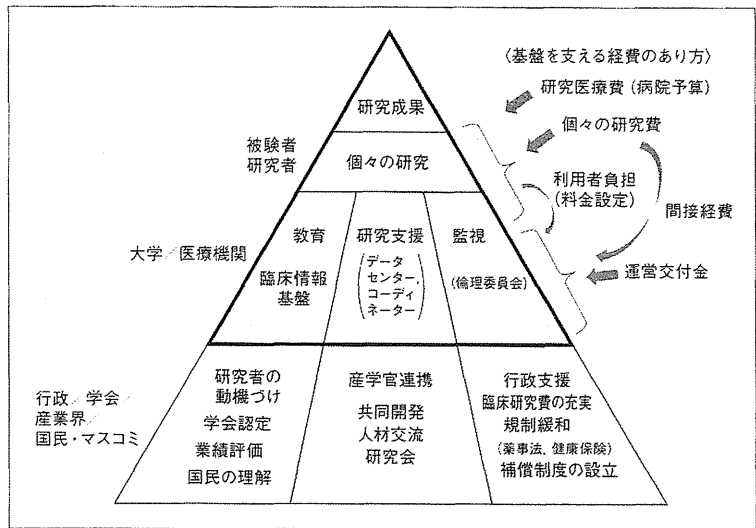 〈基盤を支える経費のあり方〉
研究医療費(病院予算)
個々の研究費
利用者負担
(料金設定)
間接経費
運営交付金
研究成果
被験者
研究者
個々の研究
大学／医療機関
教育
臨床情報
基盤
研究支援
(データ
センター,
コーディ
ネーター)
監視
(倫理委員会)
行政／学会／
産業界／
国民・マスコミ
研究者の
動機づけ
学会認定
業績評価
国民の理解
産学官連携
共同開発
人材交流
研究会
行政支援
臨床研究費の充実
規制緩和
(薬事法, 健康保険)
補償制度の設立